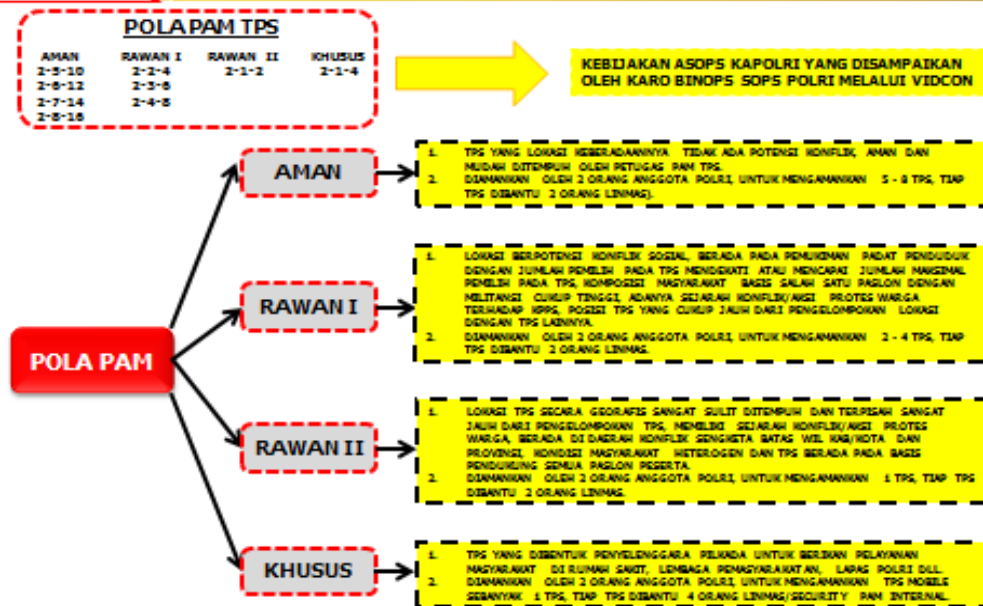 POLA PAM TPS
AMAN RAWAN I RAWAN II KHUSUS
2-5-10 2-2-4 2-1-2 2-1-4
2-6-12 2-3-6
2-7-14 2-4-8
2-8-16
KEBIJAKAN ASOPS KAPOLRI YANG DISAMPAIKAN
OLEH KARO BINOPS SOPS POLRI MELALUI VIDCON
POLA PAM
AMAN
1. TPS YANG LOKASI KEBERADAANNYA TIDAK ADA POTENSI KONFLIK, AMAN DAN
MUDAH DITEMPUH OLEH PETUGAS PAM TPS.
2. DIAMANKAN OLEH 2 ORANG ANGGOTA POLRI, UNTUK MENGAMANKAN 5 - 8 TPS, TIAP
TPS DIBANTU 2 ORANG LINMAS).
RAWAN I
1. LOKASI BERPOTENSI KONFLIK SOSIAL, BERADA PADA PEMUKIMAN PADAT PENDUDUK
DENGAN JUMLAH PEMILIH PADA TPS MENDEKATI ATAU MENCAPAI JUMLAH MAKSIMAL
PEMILIH PADA TPS, KOMPOSISI MASYARAKAT BASIS SALAH SATU PASLON DENGAN
MILITANSI CUKUP TINGGI, ADANYA SEJARAH KONFLIK/AKSI PROTES WARGA
TERHADAP KPPS, POSISI TPS YANG CUKUP JAUH DARI PENGELOMPOKAN LOKASI
DENGAN TPS LAINNYA.
2. DIAMANKAN OLEH 2 ORANG ANGGOTA POLRI, UNTUK MENGAMANKAN 2 - 4 TPS, TIAP
TPS DIBANTU 2 ORANG LINMAS.
RAWAN II
1. LOKASI TPS SECARA GEORAFIS SANGAT SULIT DITEMPUH DAN TERPISAH SANGAT
JAUH DARI PENGELOMPOKAN TPS, MEMILIKI SEJARAH KONFLIK/AKSI PROTES
WARGA, BERADA DI DAERAH KONFLIK SENGKETA BATAS WIL KAB/KOTA DAN
PROVINSI, KONDISI MASYARAKAT HETEROGEN DAN TPS BERADA PADA BASIS
PENDUKUNG SEMUA PASLON PESERTA.
2. DIAMANKAN OLEH 2 ORANG ANGGOTA POLRI, UNTUK MENGAMANKAN 1 TPS, TIAP TPS
DIBANTU 2 ORANG LINMAS.
KHUSUS
1. TPS YANG DIBENTUK PENYELENGGARA PILKADA UNTUK BERIKAN PELAYANAN
MASYARAKAT DI RUMAH SAKIT, LEMBAGA PEMASYARAKATAN, LAPAS POLRI DLL.
2. DIAMANKAN OLEH 2 ORANG ANGGOTA POLRI, UNTUK MENGAMANKAN TPS MOBILE
SEBANYAK 1 TPS, TIAP TPS DIBANTU 4 ORANG LINMAS/SECURITY PAM INTERNAL.